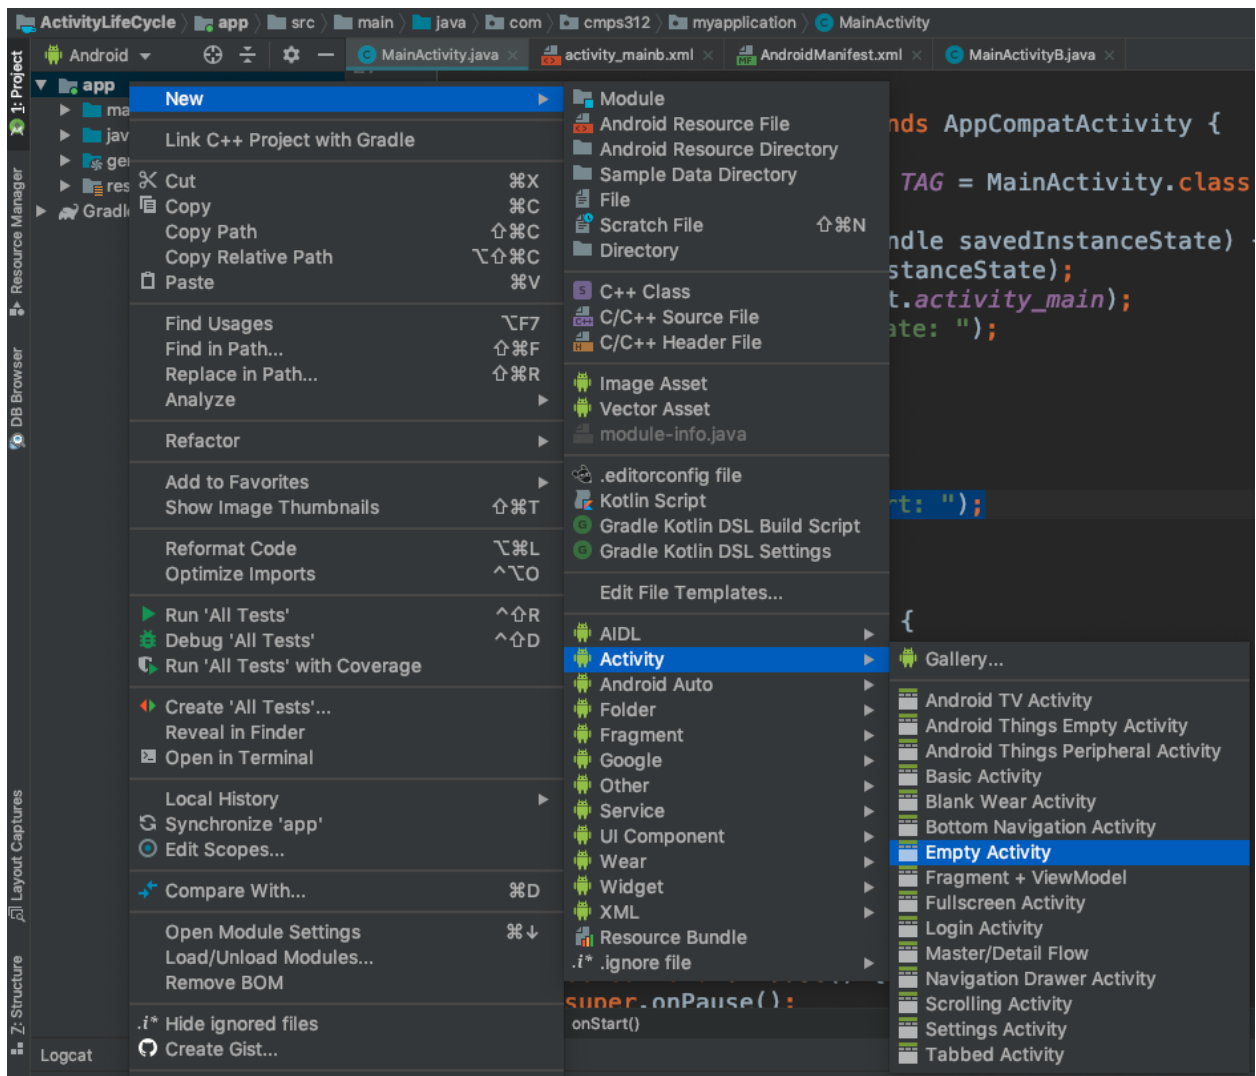 ActivityLifeCycle app src main java com cmps312 myapplication MainActivity
Android MainActivity.java activity_mainb.xml AndroidManifest.xml MainActivityB.java
1: Project
Resource Manager
DB Browser
Layout Captures
Z: Structure
app
ma
jav
ge
res
Gradl
New
Link C++ Project with Gradle
Cut ⌘X
Copy ⌘C
Copy Path ⇧⌘C
Copy Relative Path ⌥⇧⌘C
Paste ⌘V
Find Usages ⌥F7
Find in Path... ⇧⌘F
Replace in Path... ⇧⌘R
Analyze
Refactor
Add to Favorites
Show Image Thumbnails ⇧⌘T
Reformat Code ⌥⌘L
Optimize Imports ^⌥O
Run 'All Tests' ^⇧R
Debug 'All Tests' ^⇧D
Run 'All Tests' with Coverage
Create 'All Tests'...
Reveal in Finder
Open in Terminal
Local History
Synchronize 'app'
Edit Scopes...
Compare With... ⌘D
Open Module Settings ⌘↓
Load/Unload Modules...
Remove BOM
.i* Hide ignored files
Create Gist...
Module
Android Resource File
Android Resource Directory
Sample Data Directory
File
Scratch File ⇧⌘N
Directory
C++ Class
C/C++ Source File
C/C++ Header File
Image Asset
Vector Asset
module-info.java
.editorconfig file
Kotlin Script
Gradle Kotlin DSL Build Script
Gradle Kotlin DSL Settings
Edit File Templates...
AIDL
Activity
Android Auto
Folder
Fragment
Google
Other
Service
UI Component
Wear
Widget
XML
Resource Bundle
.i* .ignore file
Gallery...
Android TV Activity
Android Things Empty Activity
Android Things Peripheral Activity
Basic Activity
Blank Wear Activity
Bottom Navigation Activity
Empty Activity
Fragment + ViewModel
Fullscreen Activity
Login Activity
Master/Detail Flow
Navigation Drawer Activity
Scrolling Activity
Settings Activity
Tabbed Activity
nds AppCompatActivity {
TAG = MainActivity.class
ndle savedInstanceState)
stanceState);
t.activity_main);
ate: ");
rt: ");
{
super.onPause();
onStart()
Logcat